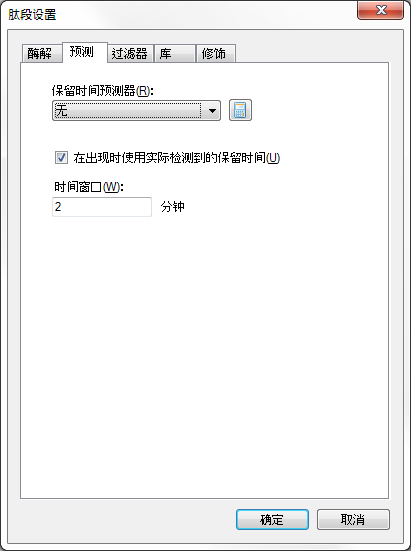 肽段设置
酶解 预测 过滤器 库 修饰
保留时间预测器(R):
无
在出现时使用实际检测到的保留时间(U)
时间窗口(W):
2 分钟
确定 取消